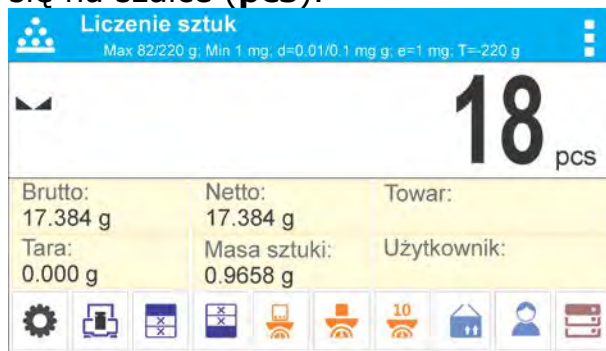 się na szalce (pcs).
Liczenie sztuk
Max 82/220 g; Min 1 mg; d=0.01/0.1 mg g; e=1 mg; T=-220 g
18 pcs
Brutto: Netto: Towar:
17.384 g 17.384 g
Tara: Masa sztuki: Użytkownik:
0.000 g 0.9658 g
10